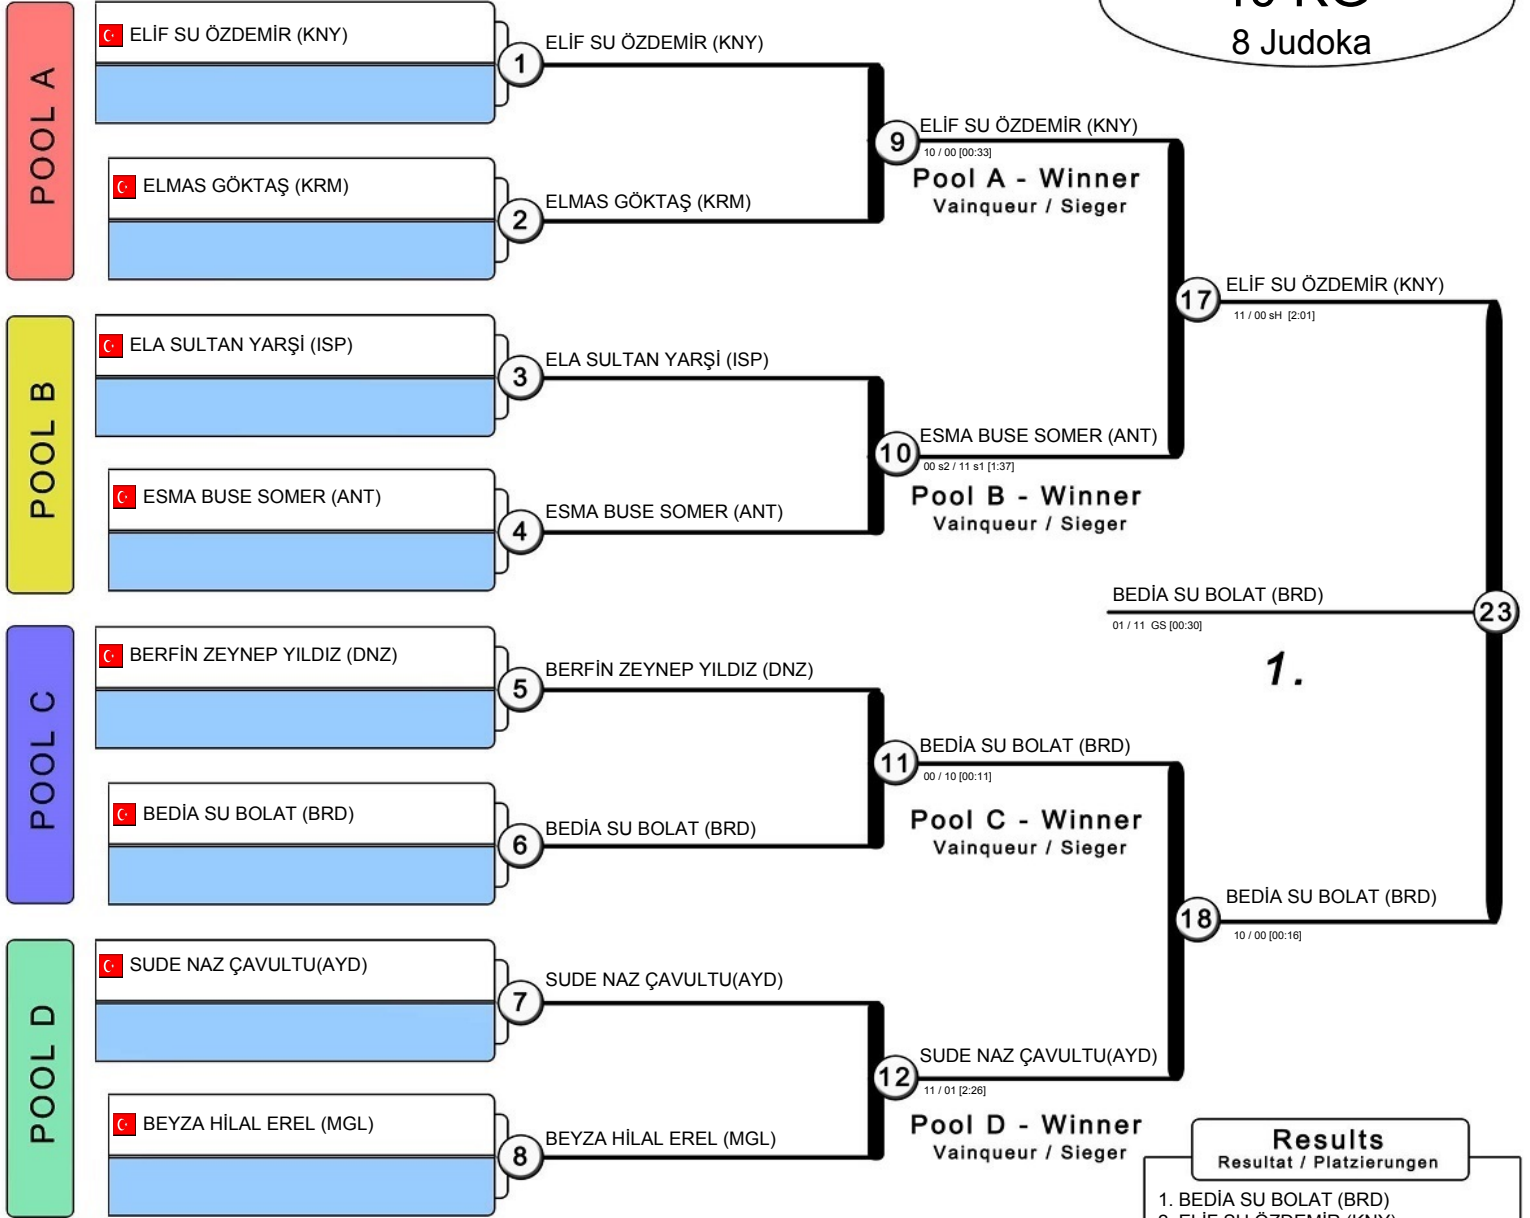 8 Judoka
POOL A
ELİF SU ÖZDEMİR (KNY)
1
ELİF SU ÖZDEMİR (KNY)
ELMAS GÖKTAŞ (KRM)
2
ELMAS GÖKTAŞ (KRM)
9
ELİF SU ÖZDEMİR (KNY)
10 / 00 [00:33]
Pool A - Winner
Vainqueur / Sieger
POOL B
ELA SULTAN YARŞİ (ISP)
3
ELA SULTAN YARŞİ (ISP)
ESMA BUSE SOMER (ANT)
4
ESMA BUSE SOMER (ANT)
10
ESMA BUSE SOMER (ANT)
00 s2 / 11 s1 [1:37]
Pool B - Winner
Vainqueur / Sieger
17
ELİF SU ÖZDEMİR (KNY)
11 / 00 sH [2:01]
POOL C
BERFİN ZEYNEP YILDIZ (DNZ)
5
BERFİN ZEYNEP YILDIZ (DNZ)
BEDİA SU BOLAT (BRD)
6
BEDİA SU BOLAT (BRD)
11
BEDİA SU BOLAT (BRD)
00 / 10 [00:11]
Pool C - Winner
Vainqueur / Sieger
POOL D
SUDE NAZ ÇAVULTU(AYD)
7
SUDE NAZ ÇAVULTU(AYD)
BEYZA HİLAL EREL (MGL)
8
BEYZA HİLAL EREL (MGL)
12
SUDE NAZ ÇAVULTU(AYD)
11 / 01 [2:26]
Pool D - Winner
Vainqueur / Sieger
18
BEDİA SU BOLAT (BRD)
10 / 00 [00:16]
BEDİA SU BOLAT (BRD)
23
01 / 11 GS [00:30]
1.
Results
Resultat / Platzierungen
1. BEDİA SU BOLAT (BRD)
2. ELİF SU ÖZDEMİR (KNY)